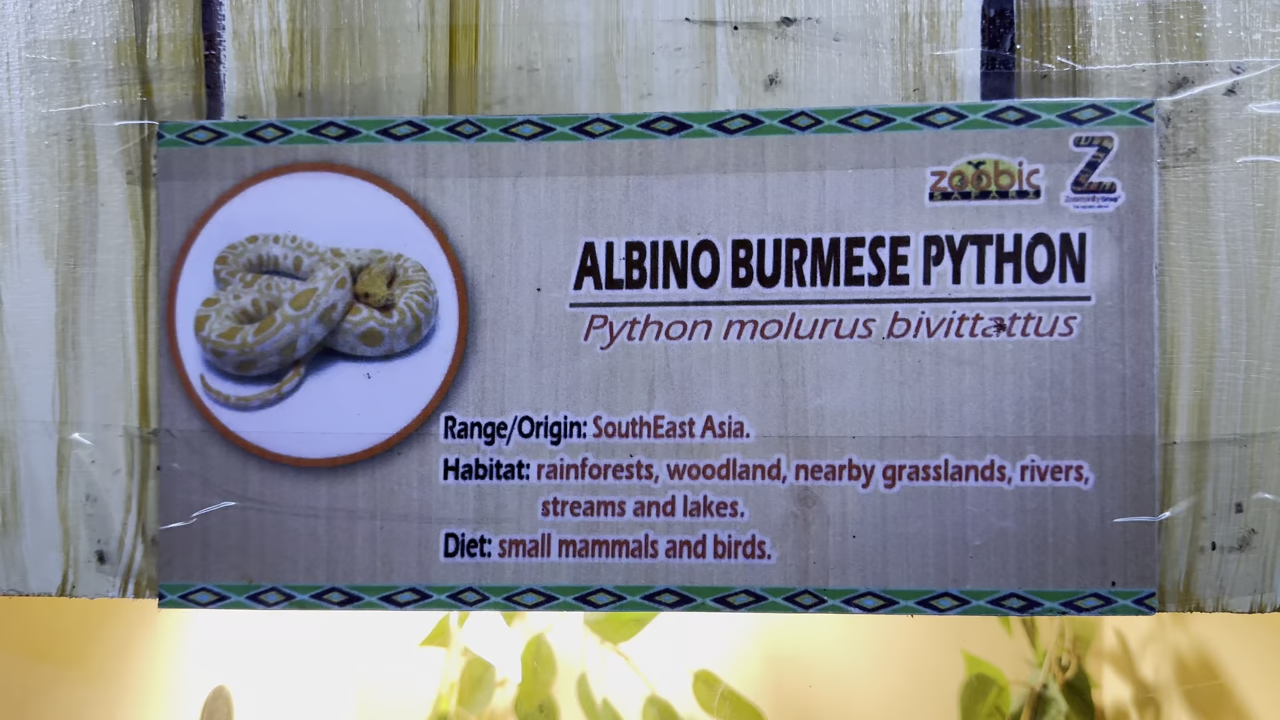 zoobic
SAFARI
Z
ALBINO BURMESE PYTHON
Python molurus bivittattus
Range/Origin: SouthEast Asia.
Habitat: rainforests, woodland, nearby grasslands, rivers,
streams and lakes.
Diet: small mammals and birds.